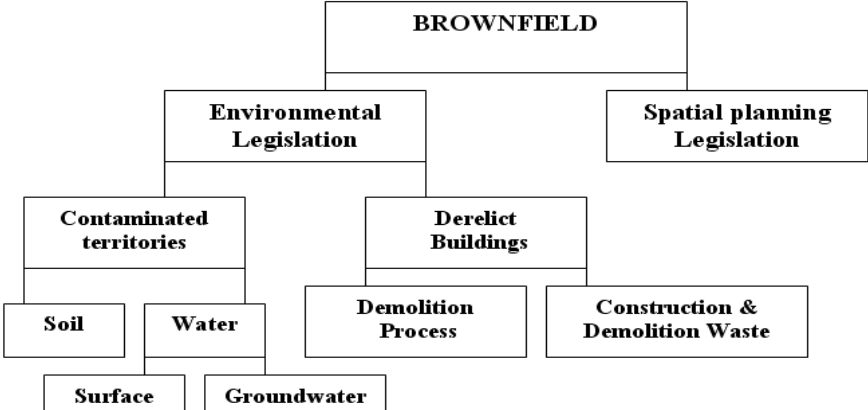 BROWNFIELD
Environmental
Legislation
Spatial planning
Legislation
Contaminated
territories
Derelict
Buildings
Soil
Water
Demolition
Process
Construction &
Demolition Waste
Surface
Groundwater